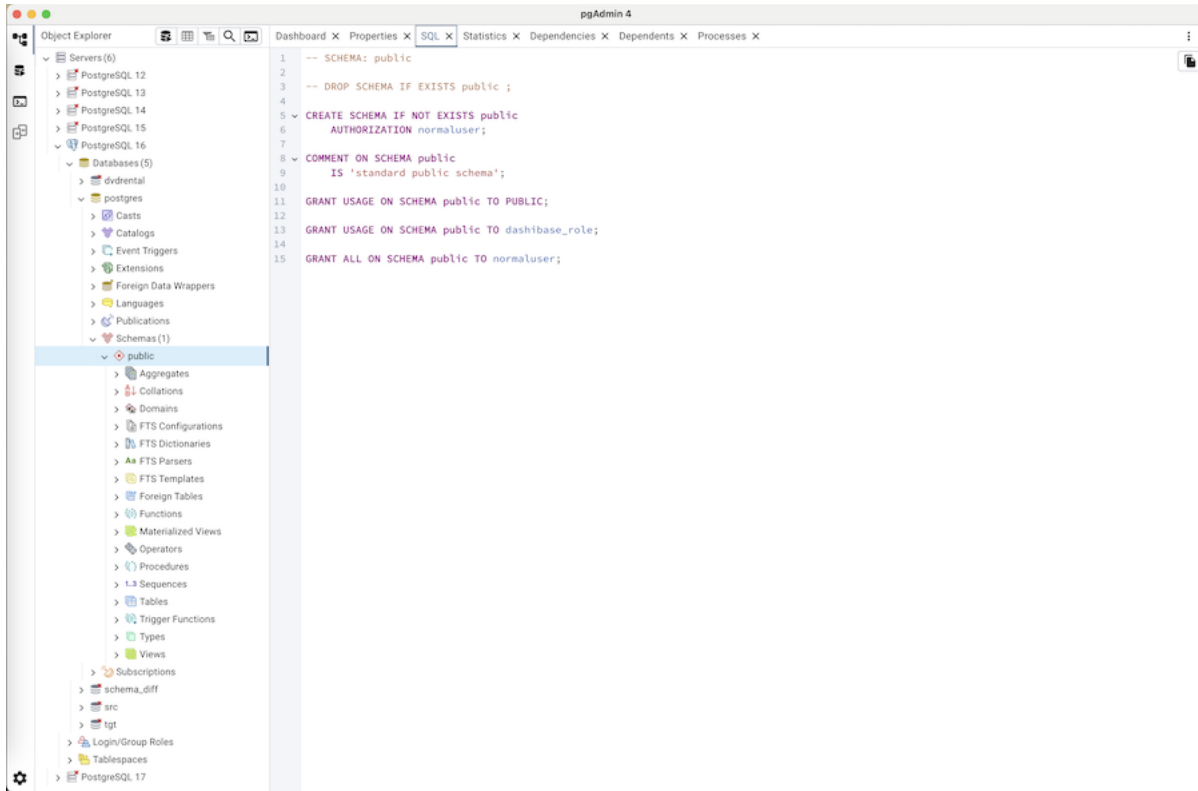 pgAdmin 4
Object Explorer
Dashboard Properties SQL Statistics Dependencies Dependents Processes
Servers (6)
PostgreSQL 12
PostgreSQL 13
PostgreSQL 14
PostgreSQL 15
PostgreSQL 16
Databases (5)
dvdrental
postgres
Casts
Catalogs
Event Triggers
Extensions
Foreign Data Wrappers
Languages
Publications
Schemas (1)
public
Aggregates
Collations
Domains
FTS Configurations
FTS Dictionaries
Aa FTS Parsers
FTS Templates
Foreign Tables
Functions
Materialized Views
Operators
Procedures
1..3 Sequences
Tables
Trigger Functions
Types
Views
Subscriptions
schema_diff
src
tgt
Login/Group Roles
Tablespaces
PostgreSQL 17
1 -- SCHEMA: public
2
3 -- DROP SCHEMA IF EXISTS public ;
4
5 CREATE SCHEMA IF NOT EXISTS public
6 AUTHORIZATION normaluser;
7
8 COMMENT ON SCHEMA public
9 IS 'standard public schema';
10
11 GRANT USAGE ON SCHEMA public TO PUBLIC;
12
13 GRANT USAGE ON SCHEMA public TO dashibase_role;
14
15 GRANT ALL ON SCHEMA public TO normaluser;